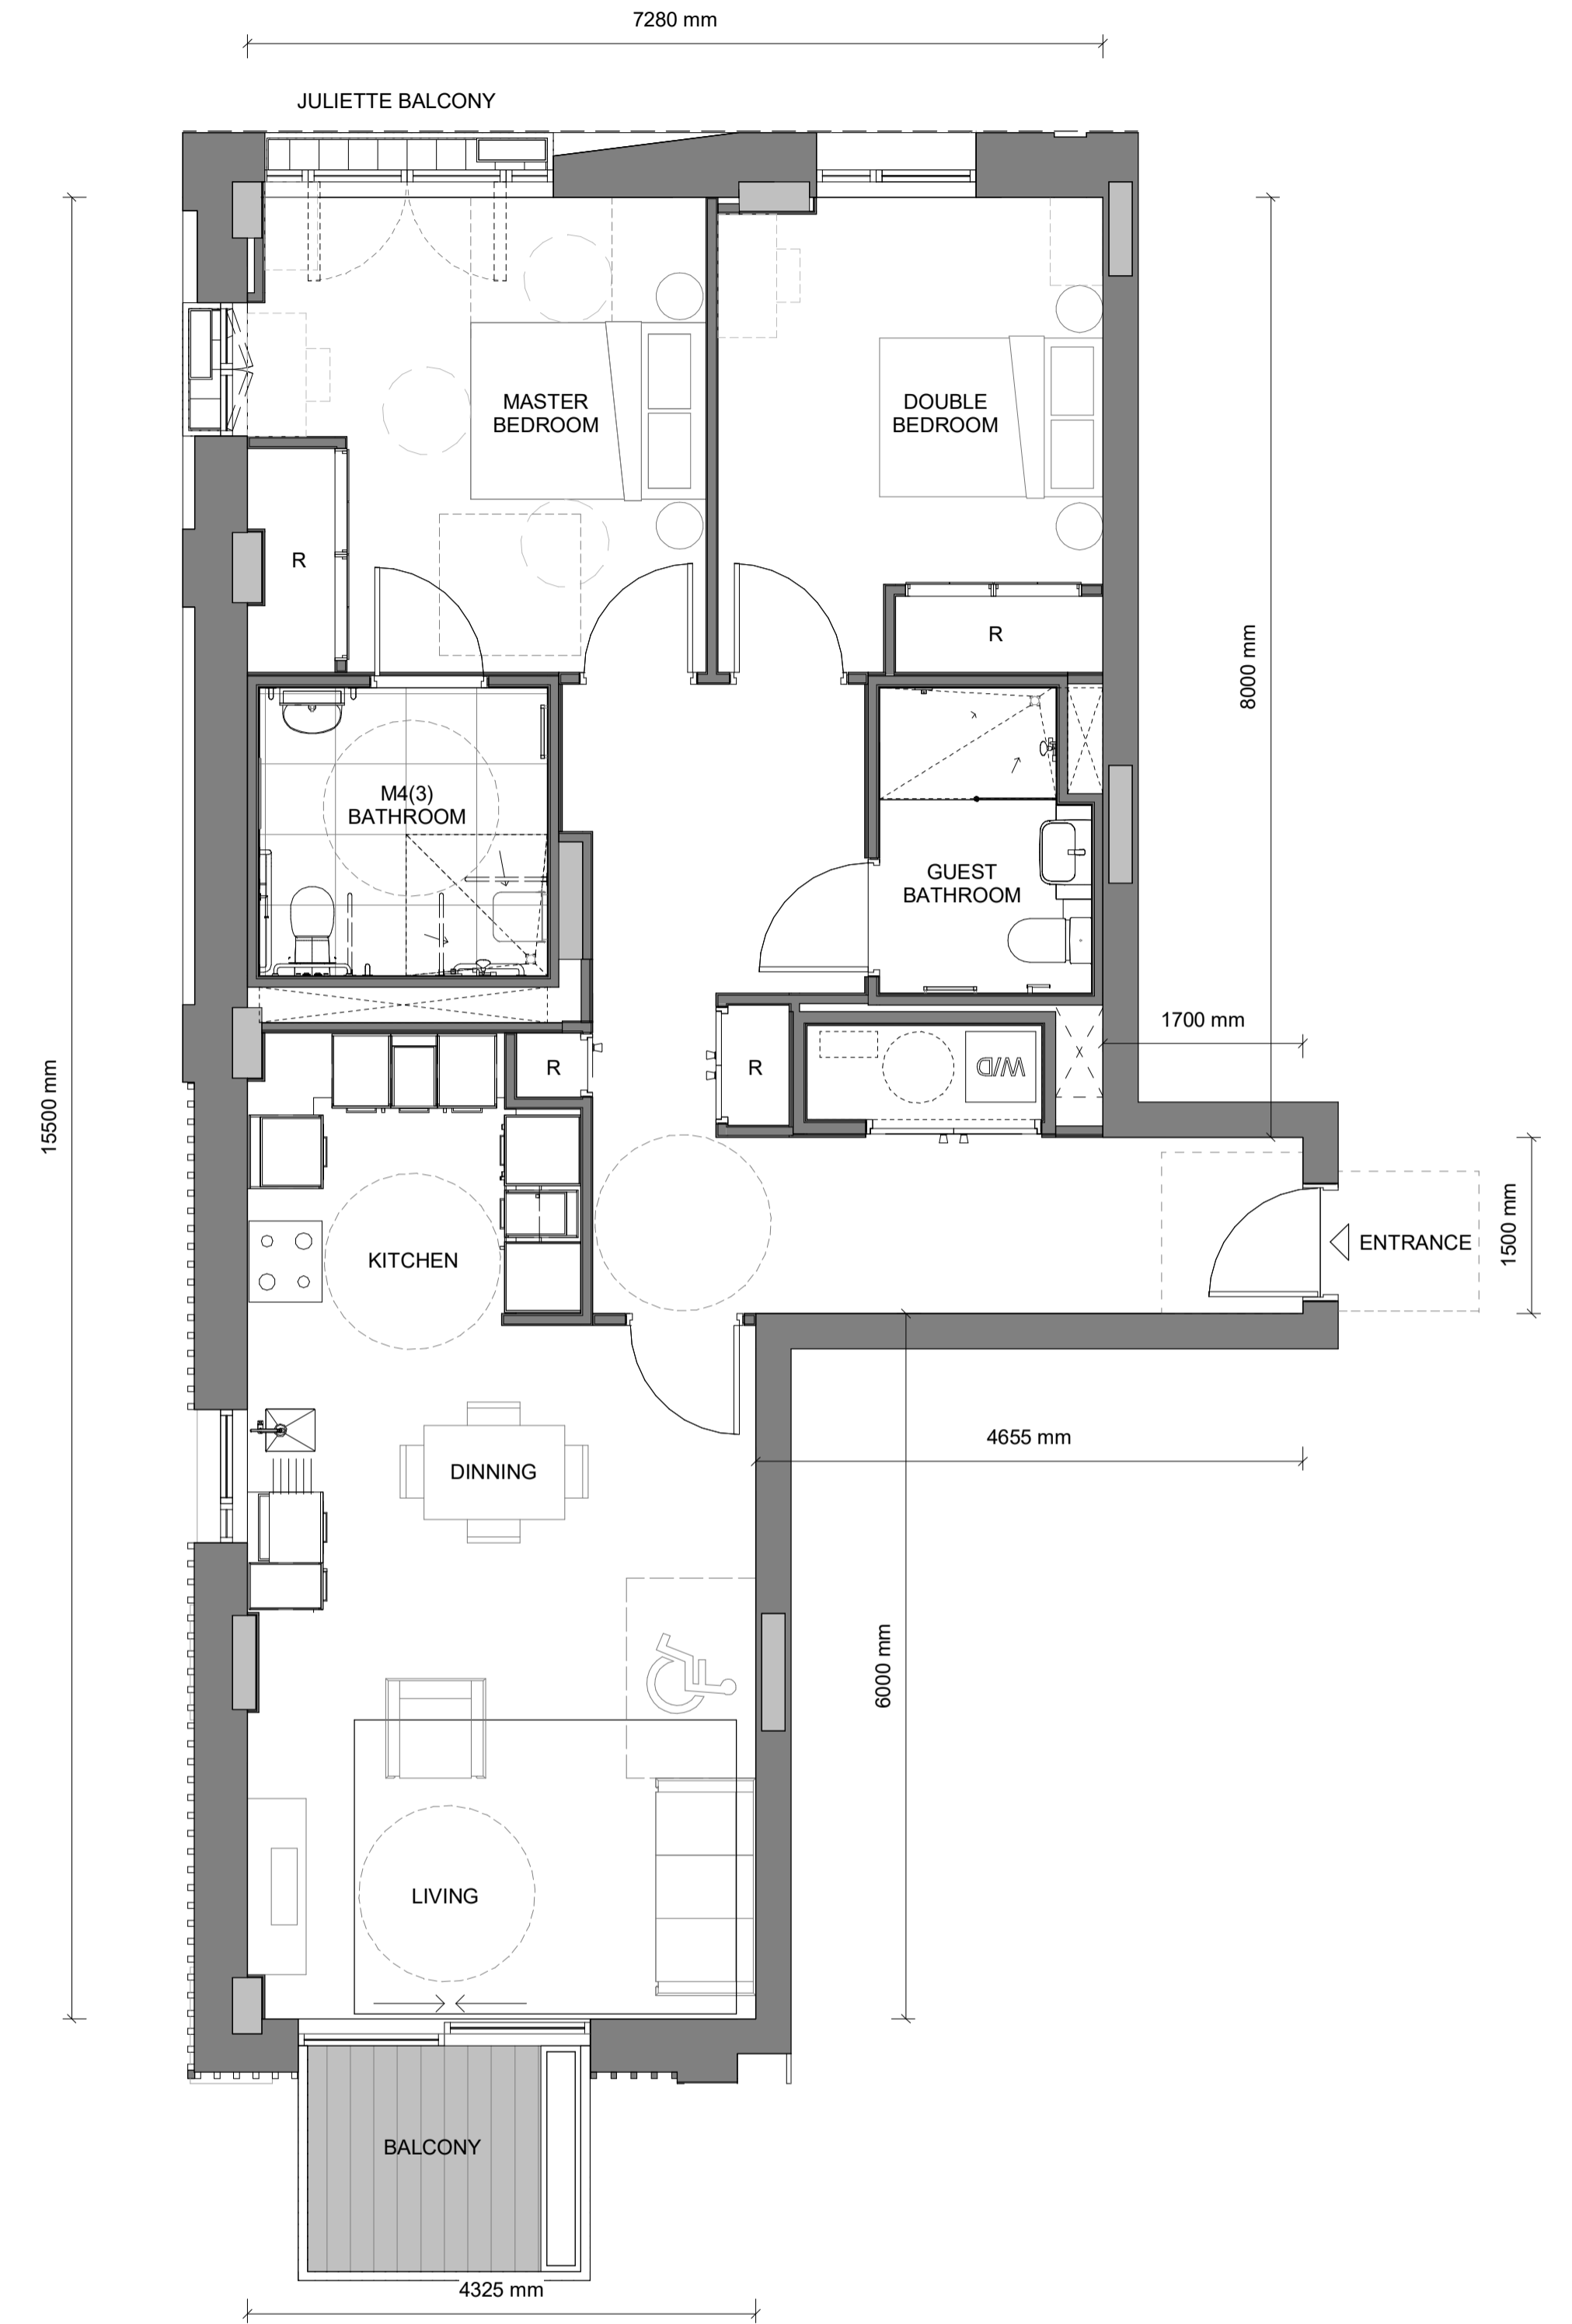 7280 mm
JULIETTE BALCONY
MASTER
BEDROOM
DOUBLE
BEDROOM
R
R
8000 mm
M4(3)
BATHROOM
GUEST
BATHROOM
1700 mm
15500 mm
R
R
W/D
KITCHEN
ENTRANCE
1500 mm
4655 mm
DINNING
6000 mm
LIVING
BALCONY
4325 mm